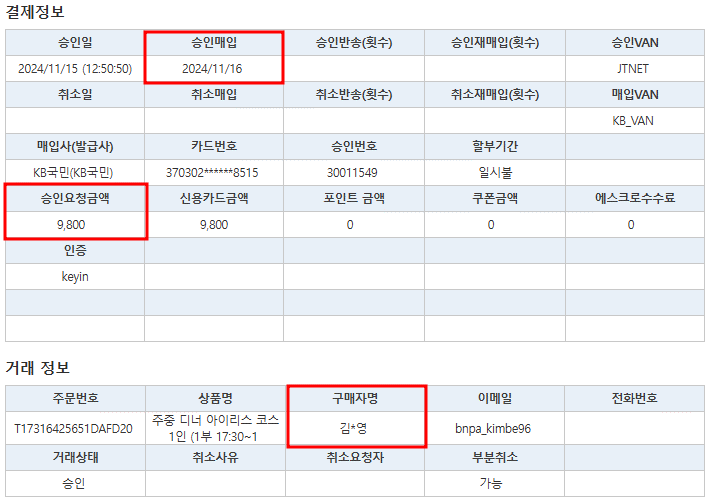 결제정보
승인일 승인매입 승인반송(횟수) 승인재매입(횟수) 승인VAN
2024/11/15 (12:50:50) 2024/11/16 JTNET
취소일 취소매입 취소반송(횟수) 취소재매입(횟수) 매입VAN
KB_VAN
매입사(발급사) 카드번호 승인번호 할부기간
KB국민(KB국민) 370302******8515 30011549 일시불
승인요청금액 신용카드금액 포인트 금액 쿠폰금액 에스크로수수료
9,800 9,800 0 0 0
인증
keyin
거래 정보
주문번호 상품명 구매자명 이메일 전화번호
T17316425651DAFD20 주중 디너 아이리스 코스 1인 (1부 17:30~1 김*영 bnpa_kimbe96
거래상태 취소사유 취소요청자 부분취소
승인 가능